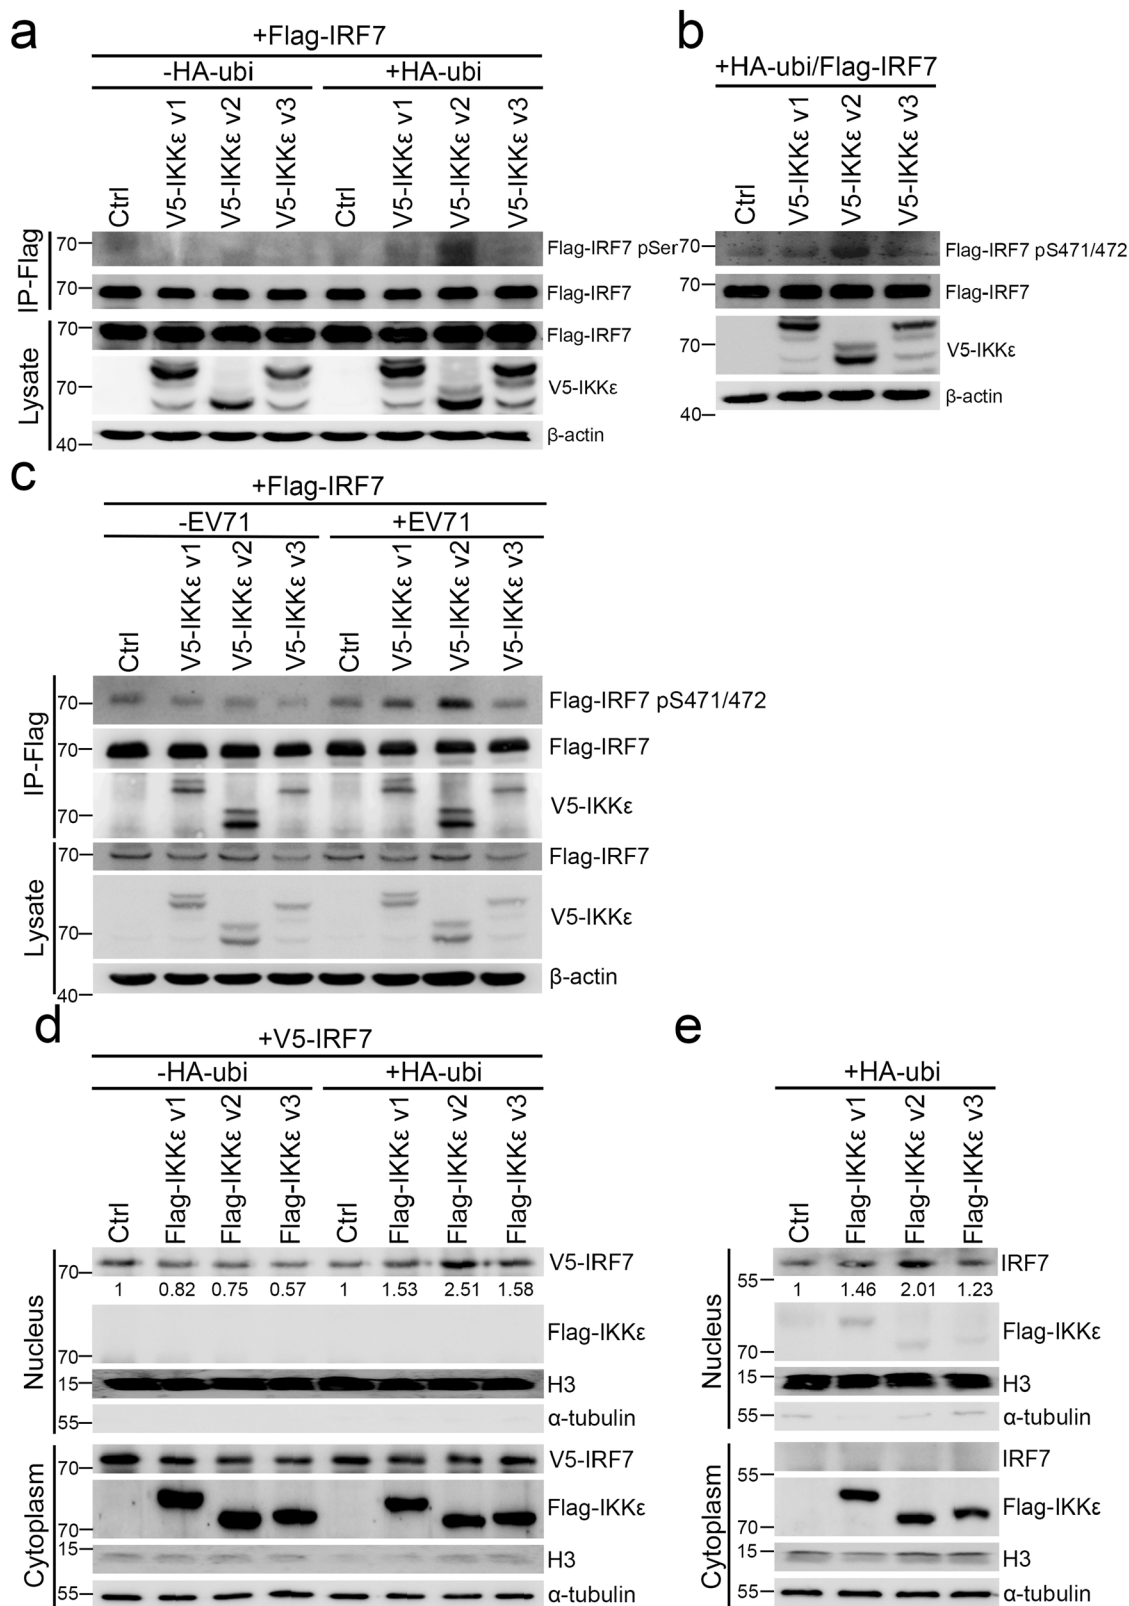 a
+Flag-IRF7
-HA-ubi
+HA-ubi
Ctrl
V5-IKKε v1
V5-IKKε v2
V5-IKKε v3
Ctrl
V5-IKKε v1
V5-IKKε v2
V5-IKKε v3
IP-Flag
70
Flag-IRF7 pSer
70
Flag-IRF7
Lysate
70
Flag-IRF7
70
V5-IKKε
40
β-actin
b
+HA-ubi/Flag-IRF7
Ctrl
V5-IKKε v1
V5-IKKε v2
V5-IKKε v3
70
Flag-IRF7 pS471/472
70
Flag-IRF7
70
V5-IKKε
40
β-actin
c
+Flag-IRF7
-EV71
+EV71
Ctrl
V5-IKKε v1
V5-IKKε v2
V5-IKKε v3
Ctrl
V5-IKKε v1
V5-IKKε v2
V5-IKKε v3
IP-Flag
70
Flag-IRF7 pS471/472
70
Flag-IRF7
70
V5-IKKε
Lysate
70
Flag-IRF7
70
V5-IKKε
40
β-actin
d
+V5-IRF7
-HA-ubi
+HA-ubi
Ctrl
Flag-IKKε v1
Flag-IKKε v2
Flag-IKKε v3
Ctrl
Flag-IKKε v1
Flag-IKKε v2
Flag-IKKε v3
Nucleus
70
V5-IRF7
1 0.82 0.75 0.57 1 1.53 2.51 1.58
70
Flag-IKKε
15
H3
55
α-tubulin
Cytoplasm
70
V5-IRF7
70
Flag-IKKε
15
H3
55
α-tubulin
e
+HA-ubi
Ctrl
Flag-IKKε v1
Flag-IKKε v2
Flag-IKKε v3
Nucleus
55
IRF7
1 1.46 2.01 1.23
70
Flag-IKKε
15
H3
55
α-tubulin
Cytoplasm
55
IRF7
70
Flag-IKKε
15
H3
55
α-tubulin